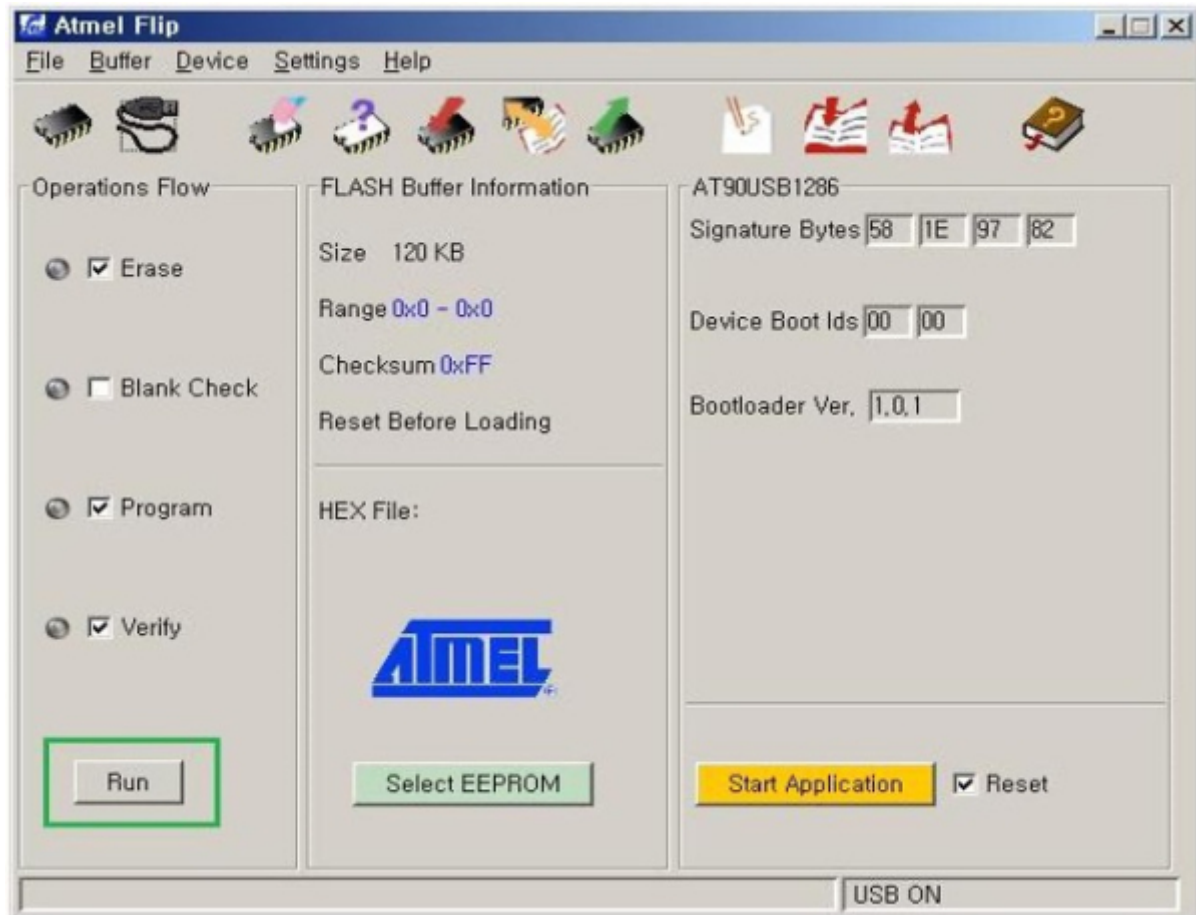 Atmel Flip
File Buffer Device Settings Help
Operations Flow
Erase
Blank Check
Program
Verify
Run
FLASH Buffer Information
Size 120 KB
Range 0x0 - 0x0
Checksum 0xFF
Reset Before Loading
HEX File:
ATMEL
Select EEPROM
AT90USB1286
Signature Bytes 58 1E 97 82
Device Boot Ids 00 00
Bootloader Ver. 1.0.1
Start Application Reset
USB ON